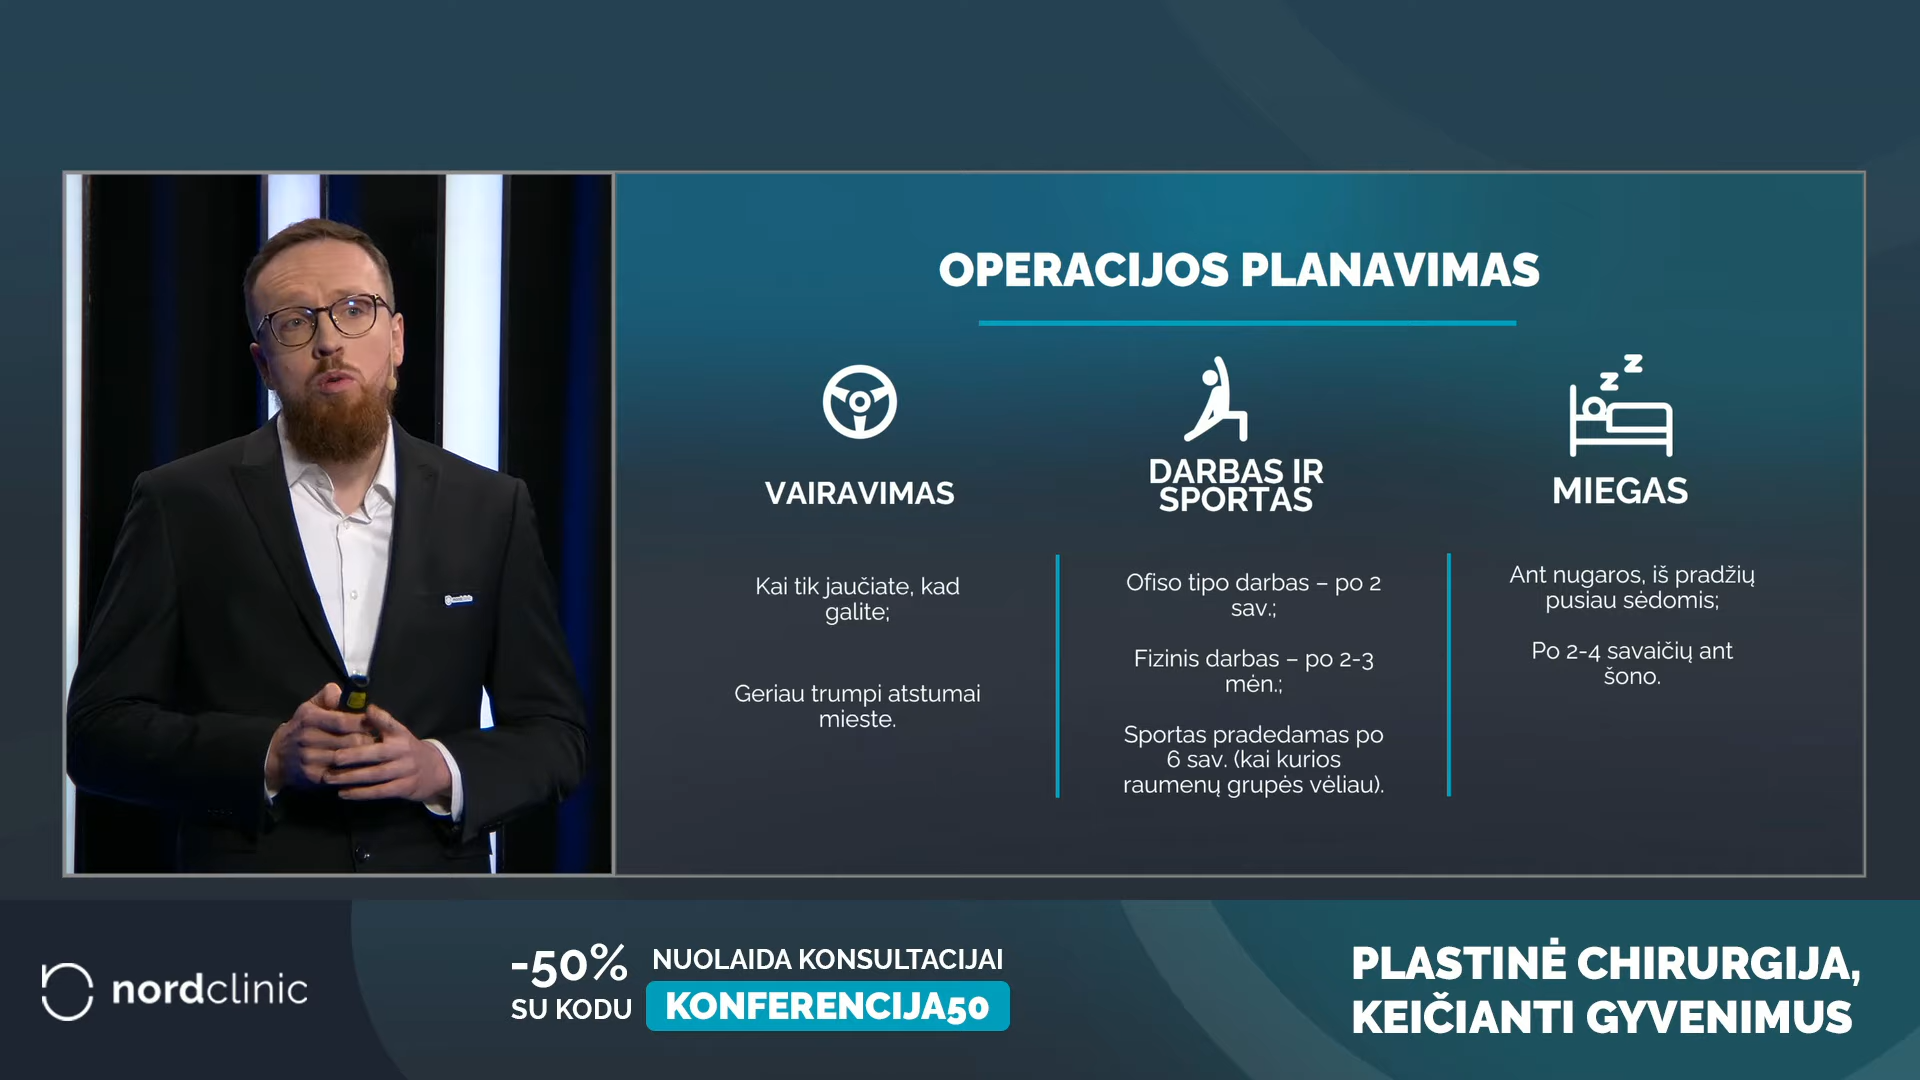 OPERACIJOS PLANAVIMAS
VAIRAVIMAS
Kai tik jaučiate, kad
galite;
Geriau trumpi atstumai
mieste.
DARBAS IR
SPORTAS
Ofiso tipo darbas – po 2
sav.;
Fizinis darbas – po 2-3
mėn.;
Sportas pradedamas po
6 sav. (kai kurios
raumenų grupės vėliau).
z z
MIEGAS
Ant nugaros, iš pradžių
pusiau sėdomis;
Po 2-4 savaičių ant
šono.
nordclinic
-50% NUOLAIDA KONSULTACIJAI
SU KODU KONFERENCIJA50
PLASTINĖ CHIRURGIJA,
KEIČIANTI GYVENIMUS